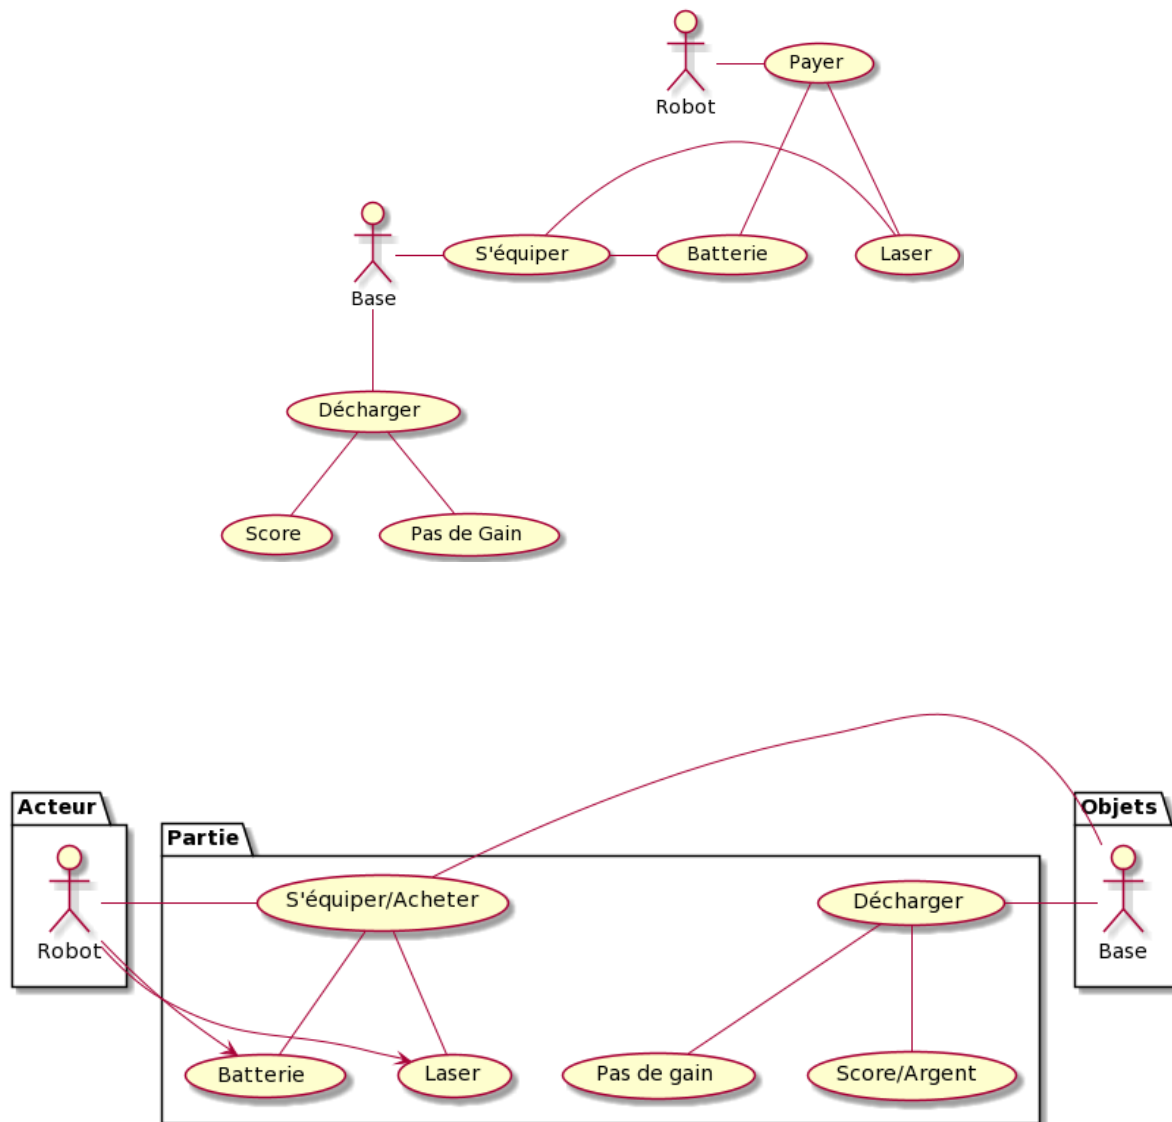 Payer
Robot
S'équiper
Batterie
Laser
Base
Décharger
Score
Pas de Gain
Acteur
Objets
Partie
S'équiper/Acheter
Décharger
Robot
Base
Batterie
Laser
Pas de gain
Score/Argent